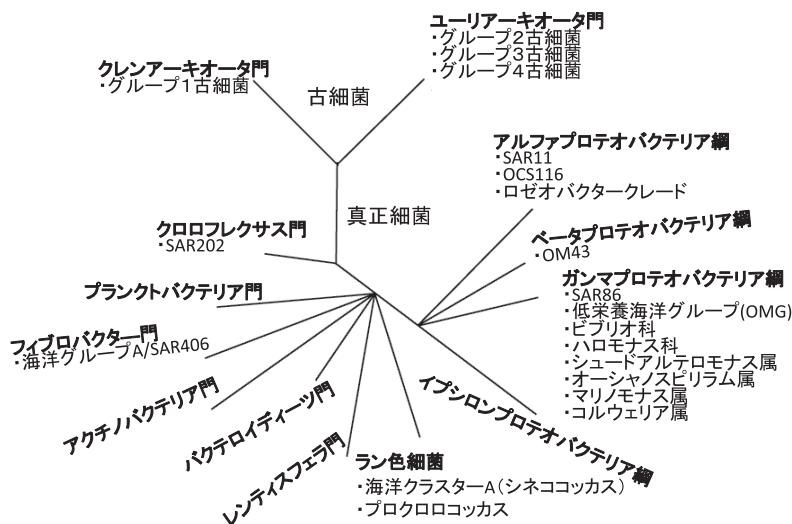 ユーリアーキオータ門
・グループ2古細菌
・グループ3古細菌
・グループ4古細菌
クレンアーキオータ門
・グループ1古細菌
古細菌
アルファプロテオバクテリア綱
・SAR11
・OCS116
・ロゼオバクタークレード
真正細菌
クロロフレクサス門
・SAR202
ベータプロテオバクテリア綱
・OM43
ガンマプロテオバクテリア綱
・SAR86
・低栄養海洋グループ(OMG)
・ビブリオ科
・ハロモナス科
・シュードアルテロモナス属
・オーシャノスピリラム属
・マリノモナス属
・コルウェリア属
プランクトバクテリア門
フィブロバクター門
・海洋グループA/SAR406
アクチノバクテリア門
バクテロイディーツ門
レンティスフェラ門
ラン色細菌
・海洋クラスターA(シネココッカス)
・プロクロロコッカス
イプシロンプロテオバクテリア綱